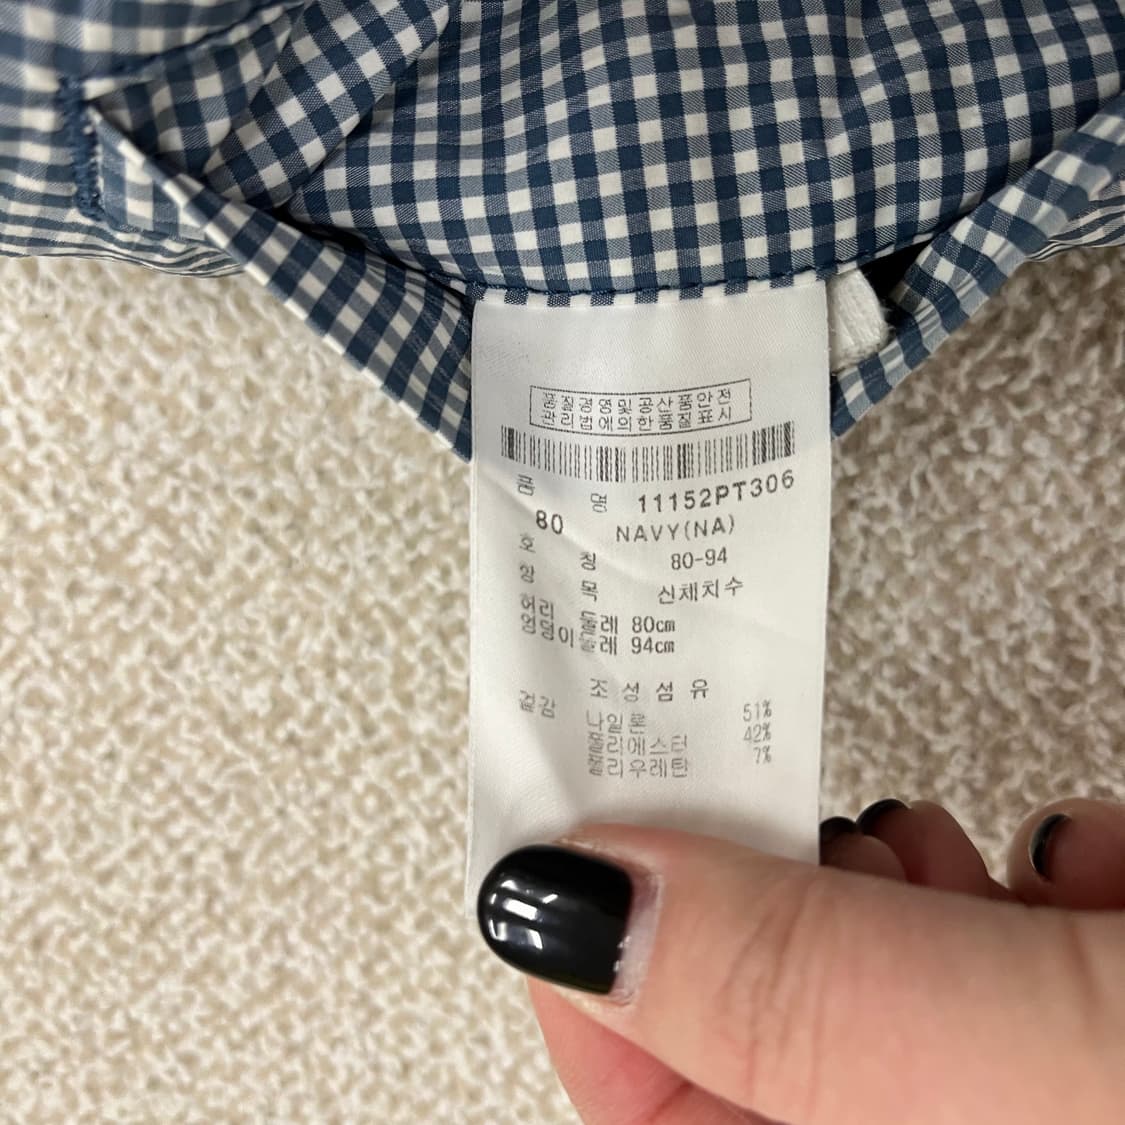 품질경영및공산품안전
관리법에의한품질표시
품 명 11152PT306
80 NAVY(NA)
호 칭 80-94
항 목 신체치수
허리 둘레 80cm
엉덩이 둘레 94cm
조 성 섬 유
겉감 나일론 51%
폴리에스터 42%
폴리우레탄 7%